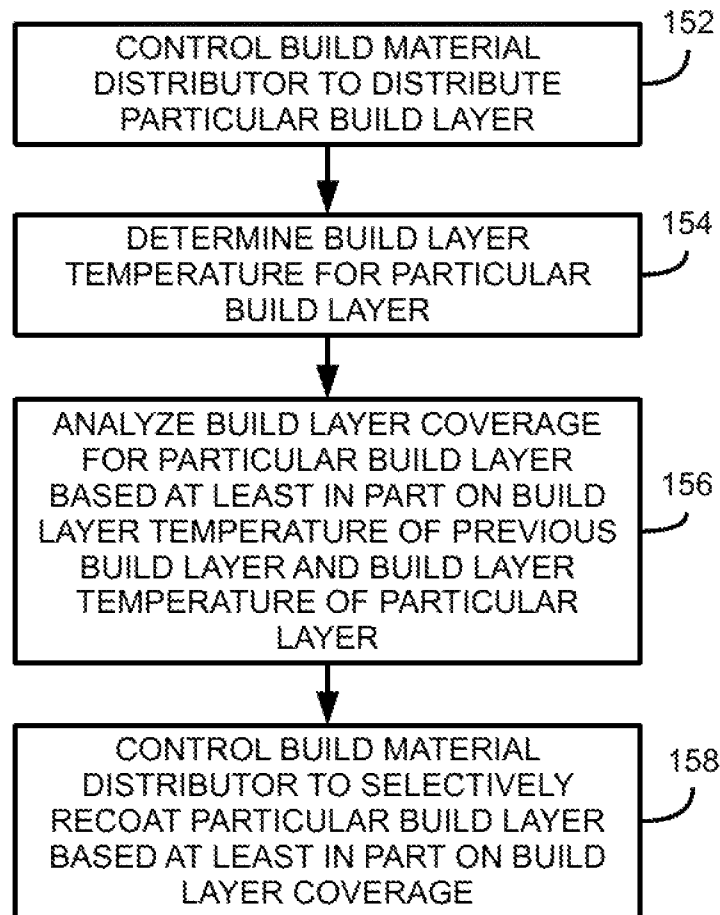 CONTROL BUILD MATERIAL
DISTRIBUTOR TO DISTRIBUTE
PARTICULAR BUILD LAYER
152
DETERMINE BUILD LAYER
TEMPERATURE FOR PARTICULAR
BUILD LAYER
154
ANALYZE BUILD LAYER COVERAGE
FOR PARTICULAR BUILD LAYER
BASED AT LEAST IN PART ON BUILD
LAYER TEMPERATURE OF PREVIOUS
BUILD LAYER AND BUILD LAYER
TEMPERATURE OF PARTICULAR
LAYER
156
CONTROL BUILD MATERIAL
DISTRIBUTOR TO SELECTIVELY
RECOAT PARTICULAR BUILD LAYER
BASED AT LEAST IN PART ON BUILD
LAYER COVERAGE
158